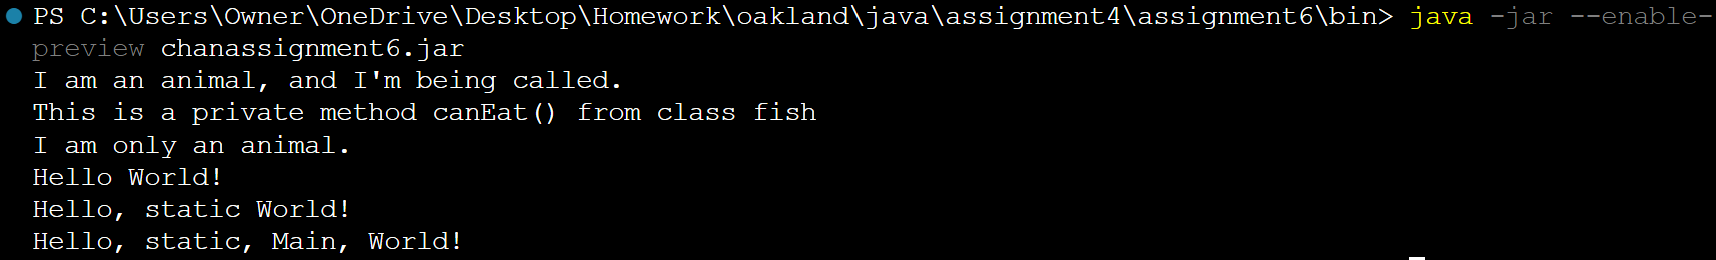 PS C:\Users\Owner\OneDrive\Desktop\Homework\oakland\java\assignment4\assignment6\bin> java -jar --enable-
preview chanassignment6.jar
I am an animal, and I'm being called.
This is a private method canEat() from class fish
I am only an animal.
Hello World!
Hello, static World!
Hello, static, Main, World!